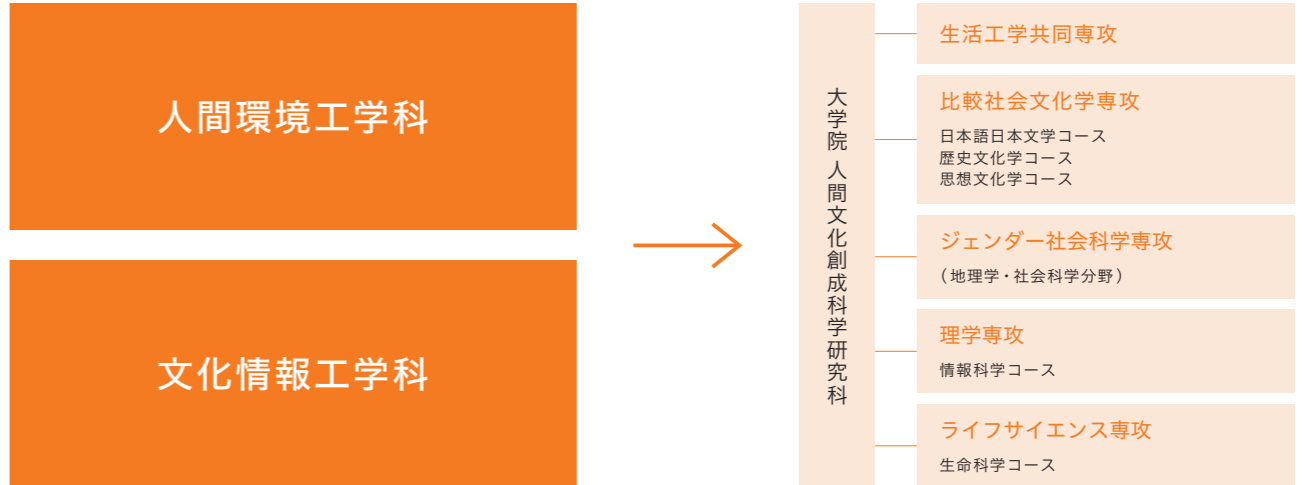 人間環境工学科
文化情報工学科
大学院 人間文化創成科学研究科
生活工学共同専攻
比較社会文化学専攻
日本語日本文学コース
歴史文化学コース
思想文化学コース
ジェンダー社会科学専攻
（地理学・社会科学分野）
理学専攻
情報科学コース
ライフサイエンス専攻
生命科学コース